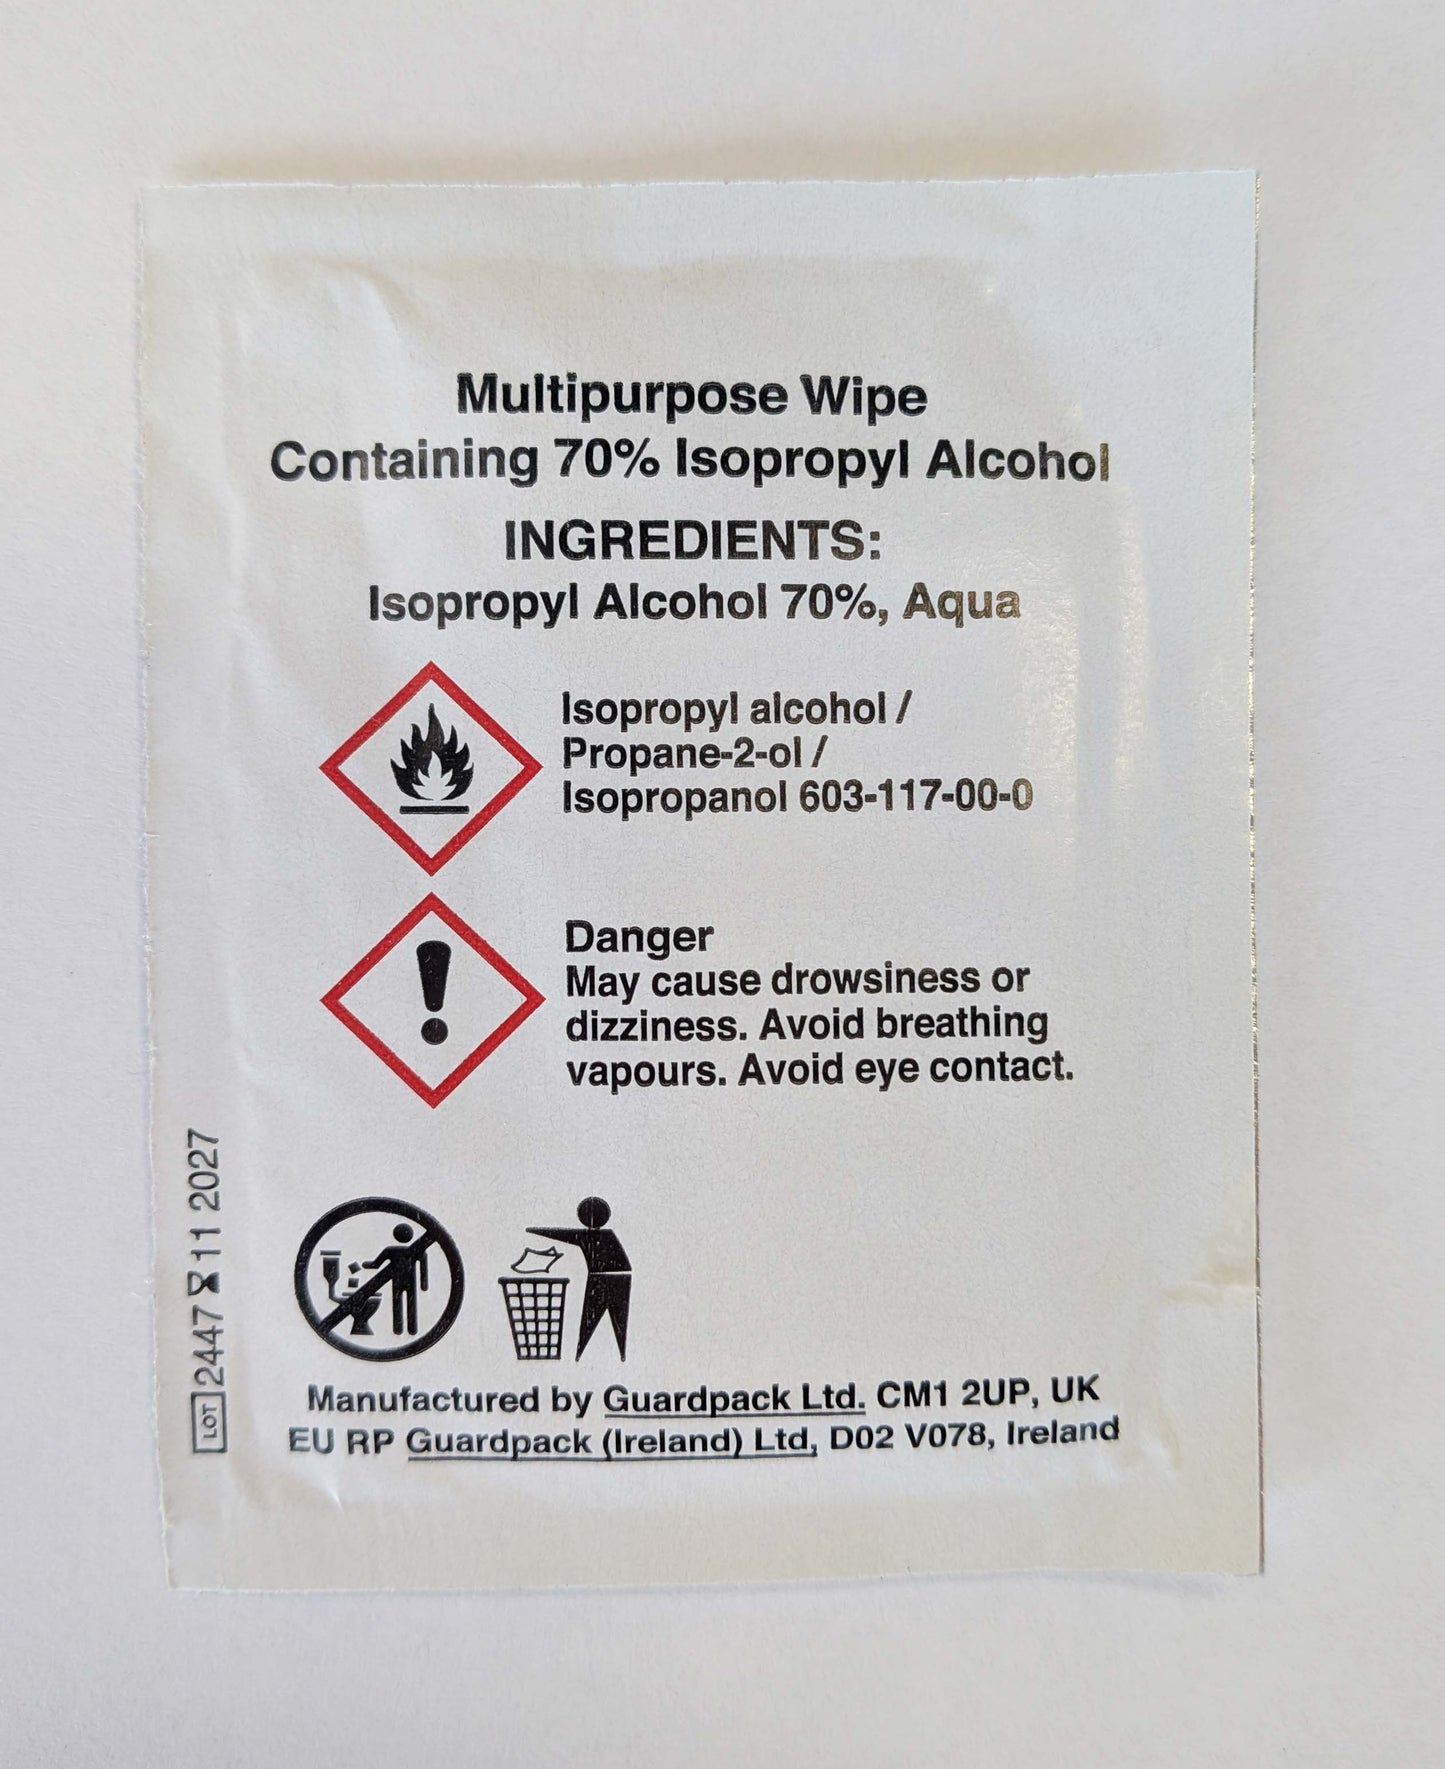 Multipurpose Wipe
Containing 70% Isopropyl Alcohol
INGREDIENTS:
Isopropyl Alcohol 70%, Aqua
Isopropyl alcohol /
Propane-2-ol /
Isopropanol 603-117-00-0
Danger
May cause drowsiness or
dizziness. Avoid breathing
vapours. Avoid eye contact.
LOT 2447 11 2027
Manufactured by Guardpack Ltd. CM1 2UP, UK
EU RP Guardpack (Ireland) Ltd, D02 V078, Ireland